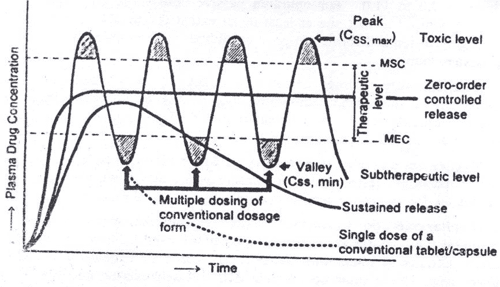 Peak
(C_SS, max)
Toxic level
MSC
Therapeutic
level
Zero-order
controlled
release
MEC
Valley
(Css, min)
Subtherapeutic level
Multiple dosing of
conventional dosage
form
Sustained release
Single dose of a
conventional tablet/capsule
Plasma Drug Concentration
Time